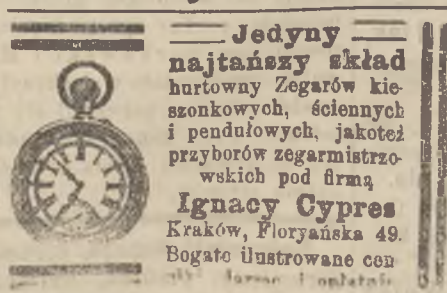 Jedyny
najtańszy skład
hurtowny Zegarów kie-
szonkowych, ściennych
i pendułowych, jakoteż
przyborów zegarmistrzo-
wskich pod firmą
Ignacy Cypres
Kraków, Floryańska 49.
Bogato ilustrowane cen